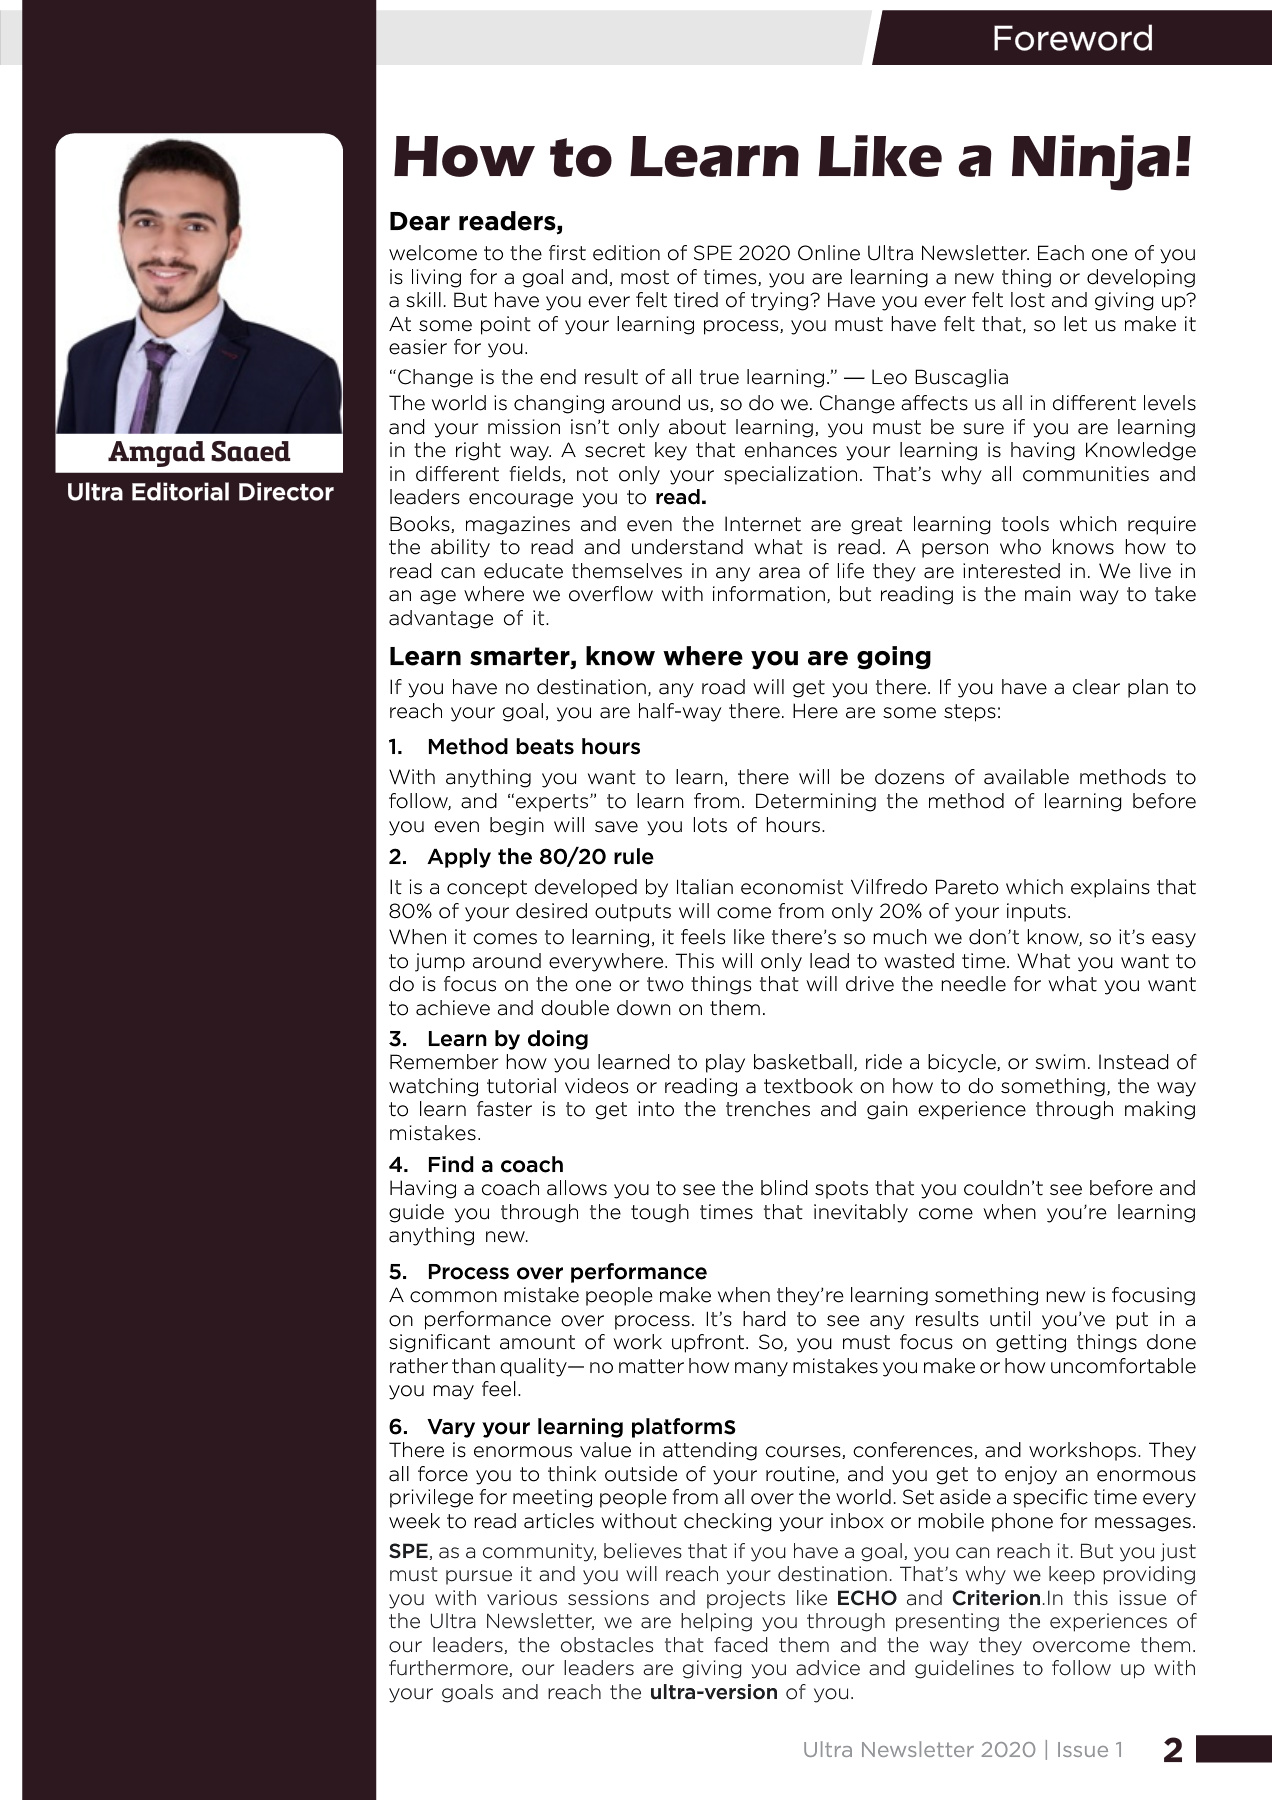 Foreword
Amgad Saaed
Ultra Editorial Director
How to Learn Like a Ninja!
Dear readers,
welcome to the first edition of SPE 2020 Online Ultra Newsletter. Each one of you
is living for a goal and, most of times, you are learning a new thing or developing
a skill. But have you ever felt tired of trying? Have you ever felt lost and giving up?
At some point of your learning process, you must have felt that, so let us make it
easier for you.
“Change is the end result of all true learning.” — Leo Buscaglia
The world is changing around us, so do we. Change affects us all in different levels
and your mission isn’t only about learning, you must be sure if you are learning
in the right way. A secret key that enhances your learning is having Knowledge
in different fields, not only your specialization. That’s why all communities and
leaders encourage you to read.
Books, magazines and even the Internet are great learning tools which require
the ability to read and understand what is read. A person who knows how to
read can educate themselves in any area of life they are interested in. We live in
an age where we overflow with information, but reading is the main way to take
advantage of it.
Learn smarter, know where you are going
If you have no destination, any road will get you there. If you have a clear plan to
reach your goal, you are half-way there. Here are some steps:
1. Method beats hours
With anything you want to learn, there will be dozens of available methods to
follow, and “experts” to learn from. Determining the method of learning before
you even begin will save you lots of hours.
2. Apply the 80/20 rule
It is a concept developed by Italian economist Vilfredo Pareto which explains that
80% of your desired outputs will come from only 20% of your inputs.
When it comes to learning, it feels like there’s so much we don’t know, so it’s easy
to jump around everywhere. This will only lead to wasted time. What you want to
do is focus on the one or two things that will drive the needle for what you want
to achieve and double down on them.
3. Learn by doing
Remember how you learned to play basketball, ride a bicycle, or swim. Instead of
watching tutorial videos or reading a textbook on how to do something, the way
to learn faster is to get into the trenches and gain experience through making
mistakes.
4. Find a coach
Having a coach allows you to see the blind spots that you couldn’t see before and
guide you through the tough times that inevitably come when you’re learning
anything new.
5. Process over performance
A common mistake people make when they’re learning something new is focusing
on performance over process. It’s hard to see any results until you’ve put in a
significant amount of work upfront. So, you must focus on getting things done
rather than quality— no matter how many mistakes you make or how uncomfortable
you may feel.
6. Vary your learning platforms
There is enormous value in attending courses, conferences, and workshops. They
all force you to think outside of your routine, and you get to enjoy an enormous
privilege for meeting people from all over the world. Set aside a specific time every
week to read articles without checking your inbox or mobile phone for messages.
SPE, as a community, believes that if you have a goal, you can reach it. But you just
must pursue it and you will reach your destination. That’s why we keep providing
you with various sessions and projects like ECHO and Criterion.In this issue of
the Ultra Newsletter, we are helping you through presenting the experiences of
our leaders, the obstacles that faced them and the way they overcome them.
furthermore, our leaders are giving you advice and guidelines to follow up with
your goals and reach the ultra-version of you.
Ultra Newsletter 2020 | Issue 1 2